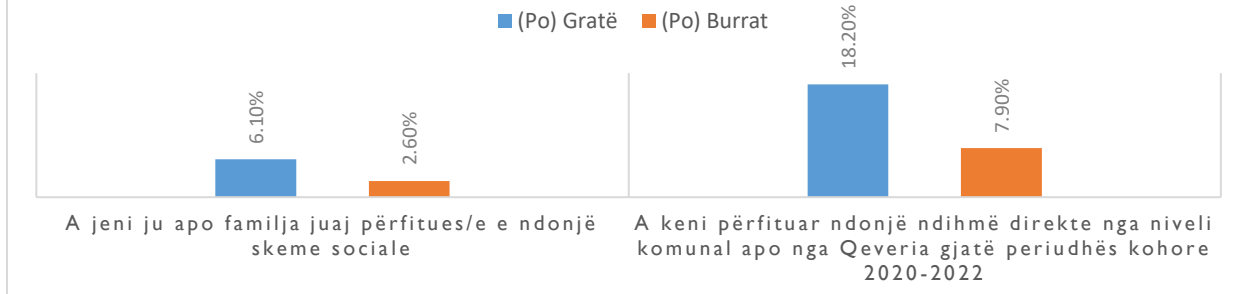 (Po) Gratë (Po) Burrat
6.10%
2.60%
18.20%
7.90%
A jeni ju apo familja juaj përfitues/e e ndonjë
skeme sociale
A keni përfituar ndonjë ndihmë direkte nga niveli
komunal apo nga Qeveria gjatë periudhës kohore
2020-2022